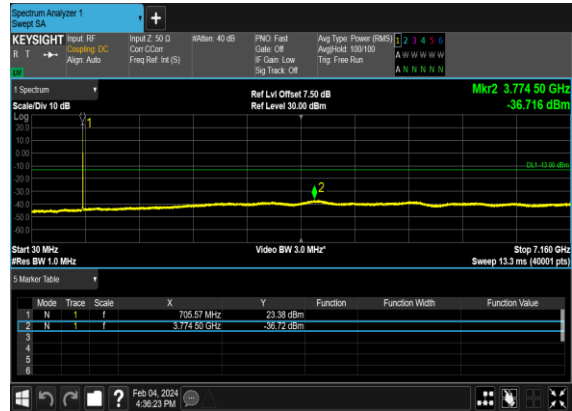 Spectrum Analyzer 1
Swept SA
+
KEYSIGHT Input: RF Input Z: 50 Ω #Atten: 40 dB PNO: Fast Avg Type: Power (RMS) 1 2 3 4 5 6
R T Coupling: DC Corr CCorr Gate: Off Avg|Hold: 100/100 A W W W W W
Align: Auto Freq Ref: Int (S) IF Gain: Low Trig: Free Run
Sig Track: Off A N N N N N
1 Spectrum Ref Lvl Offset 7.50 dB Mkr2 3.774 50 GHz
Scale/Div 10 dB Ref Level 30.00 dBm -36.716 dBm
Log
20.0
10.0
0.00
-10.0
-20.0
-30.0
-40.0
-50.0
-60.0
1
DL1 -13.00 dBm
2
Start 30 MHz Video BW 3.0 MHz* Stop 7.160 GHz
#Res BW 1.0 MHz Sweep 13.3 ms (40001 pts)
5 Marker Table
Mode Trace Scale X Y Function Function Width Function Value
1 N 1 f 705.57 MHz 23.38 dBm
2 N 1 f 3.774 50 GHz -36.72 dBm
3
4
5
6
? Feb 04, 2024
4:36:23 PM